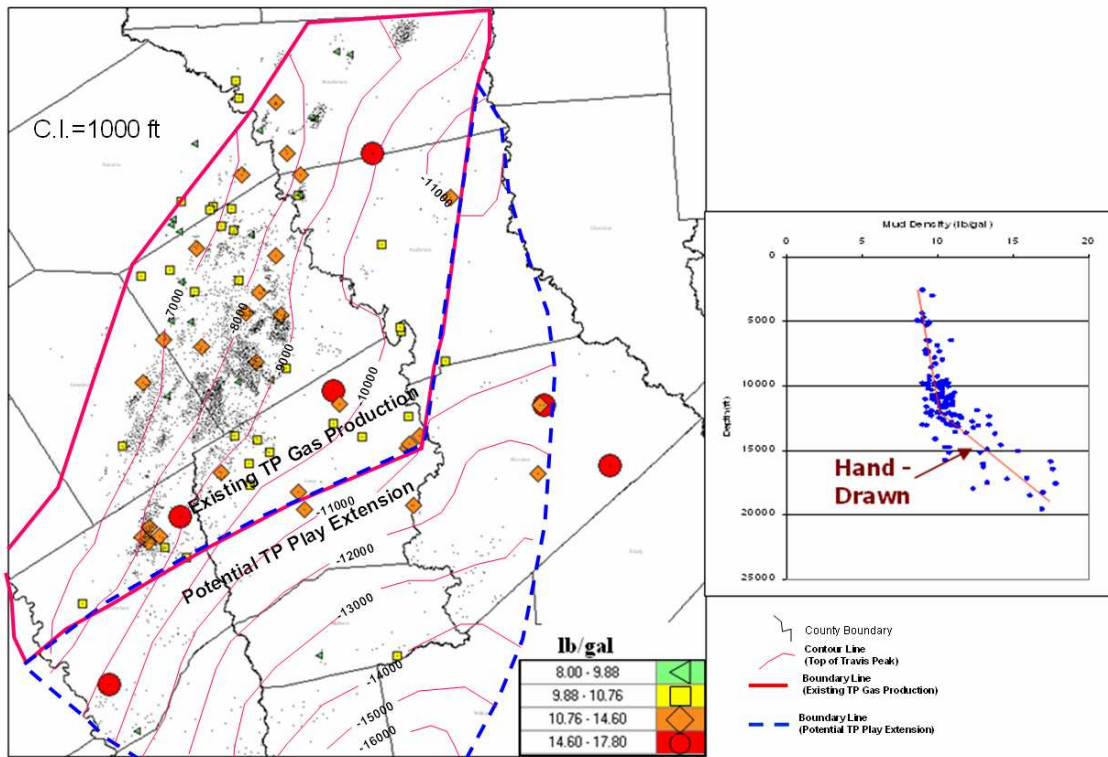 C.I.=1000 ft
-11000
-7000
-8000
-9000
-10000
Existing TP Gas Production
-11000
Potential TP Play Extension
-12000
-13000
-14000
-15000
-16000
lb/gal
8.00 - 9.88
9.88 - 10.76
10.76 - 14.60
14.60 - 17.80
Mud Density (lb/gal)
0 5 10 15 20
0
5000
10000
15000
20000
25000
Depth(ft)
Hand -
Drawn
County Boundary
Contour Line
(Top of Travis Peak)
Boundary Line
(Existing TP Gas Production)
Boundary Line
(Potential TP Play Extension)